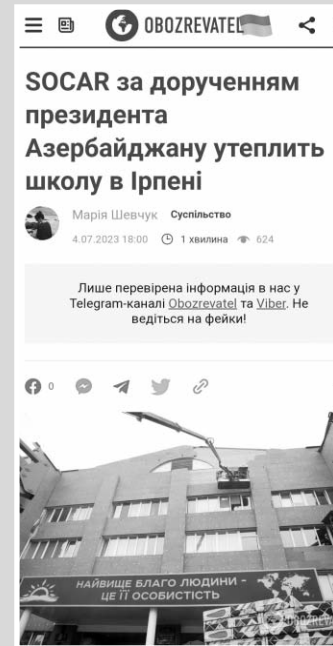 OBOZREVATEL
SOCAR за дорученням
президента
Азербайджану утеплить
школу в Ірпені
Марія Шевчук Суспільство
4.07.2023 18:00 1 хвилина 624
Лише перевірена інформація в нас у
Telegram-каналі Obozrevatel та Viber. Не
ведіться на фейки!
0
НАЙВИЩЕ БЛАГО ЛЮДИНИ -
ЦЕ ЇЇ ОСОБИСТІСТЬ
OBOZREVA